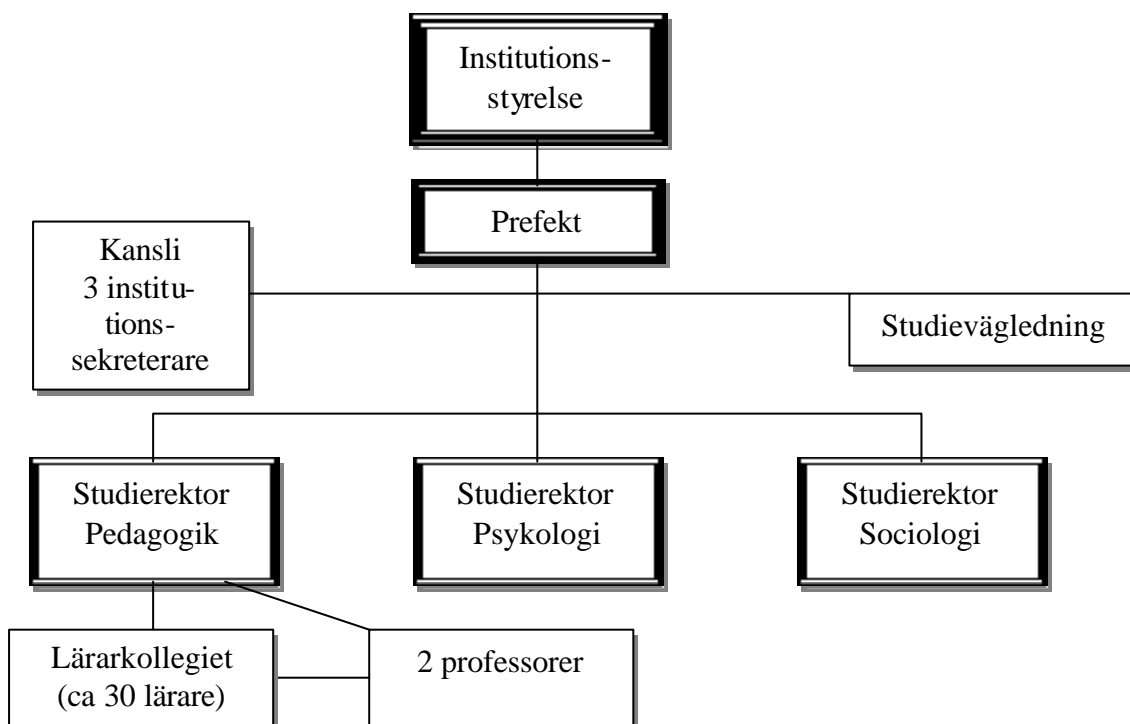 Institutions-
styrelse
Prefekt
Kansli
3 institu-
tions-
sekreterare
Studievägledning
Studierektor
Pedagogik
Studierektor
Psykologi
Studierektor
Sociologi
Lärarkollegiet
(ca 30 lärare)
2 professorer